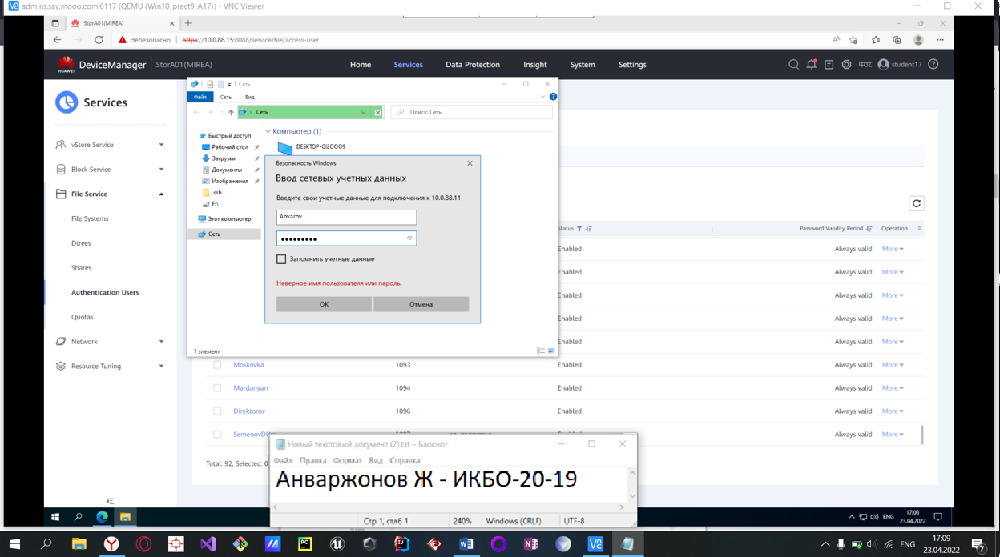 admins.say.mooo.com:6117 (QEMU (Win10_pract9_A17)) - VNC Viewer
StorA01(MIREA)
Небезопасно
https://10.0.88.15:8088/service/file/access-user
HUAWEI
DeviceManager
StorA01(MIREA)
Home
Services
Data Protection
Insight
System
Settings
中文
student17
Services
vStore Service
Block Service
File Service
File Systems
Dtrees
Shares
Authentication Users
Quotas
Network
Resource Tuning
Сеть
Файл
Сеть
Вид
Сеть
Поиск: Сеть
Быстрый доступ
Рабочий стол
Загрузки
Документы
Изображения
.ssh
F:\
Этот компьютер
Сеть
Компьютер (1)
DESKTOP-GI2OOO9
1 элемент
Безопасность Windows
Ввод сетевых учетных данных
Введите свои учетные данные для подключения к 10.0.88.11
Anvarov
Запомнить учетные данные
Неверное имя пользователя или пароль.
OK
Отмена
Status
Password Validity Period
Operation
Enabled Always valid More
Enabled Always valid More
Enabled Always valid More
Enabled Always valid More
Enabled Always valid More
Moskovka 1093 Enabled Always valid More
Mardanyan 1094 Enabled Always valid More
Direktorov 1096 Enabled Always valid More
Always valid More
Total: 92, Selected: 0
Новый текстовый документ (2).txt – Блокнот
Файл Правка Формат Вид Справка
Анваржонов Ж - ИКБО-20-19
Стр 1, стлб 1
240%
Windows (CRLF)
UTF-8
ENG
17:06
23.04.2022
ENG
17:09
23.04.2022
7